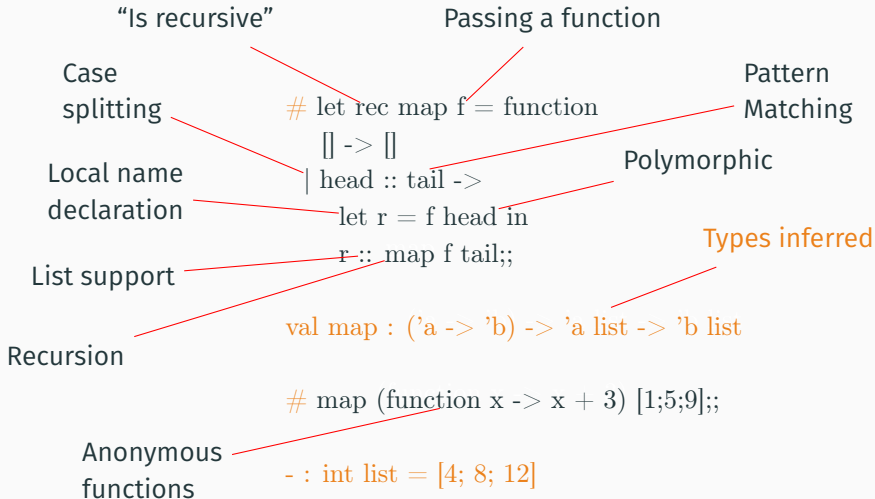 “Is recursive”
Passing a function
Case
splitting
Pattern
Matching
# let rec map f = function
[] -> []
| head :: tail ->
let r = f head in
r :: map f tail;;
Local name
declaration
Polymorphic
List support
Types inferred
Recursion
val map : (’a -> ’b) -> ’a list -> ’b list
# map (function x -> x + 3) [1;5;9];;
Anonymous
functions
- : int list = [4; 8; 12]